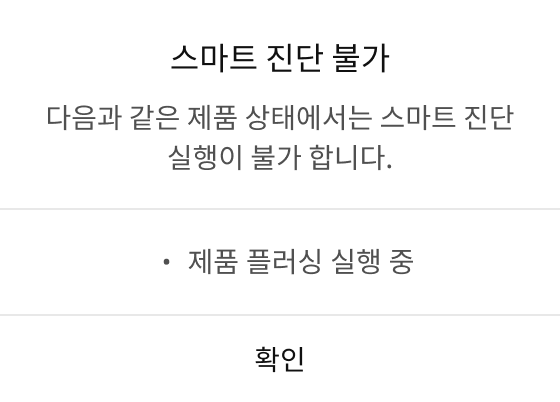 스마트 진단 불가
다음과 같은 제품 상태에서는 스마트 진단
실행이 불가 합니다.
• 제품 플러싱 실행 중
확인